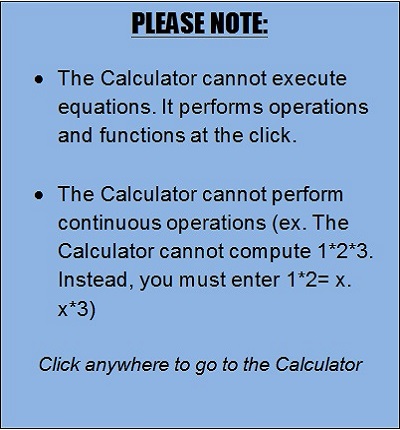 PLEASE NOTE:
• The Calculator cannot execute
equations. It performs operations
and functions at the click.
• The Calculator cannot perform
continuous operations (ex. The
Calculator cannot compute 1*2*3.
Instead, you must enter 1*2= x.
x*3)
Click anywhere to go to the Calculator